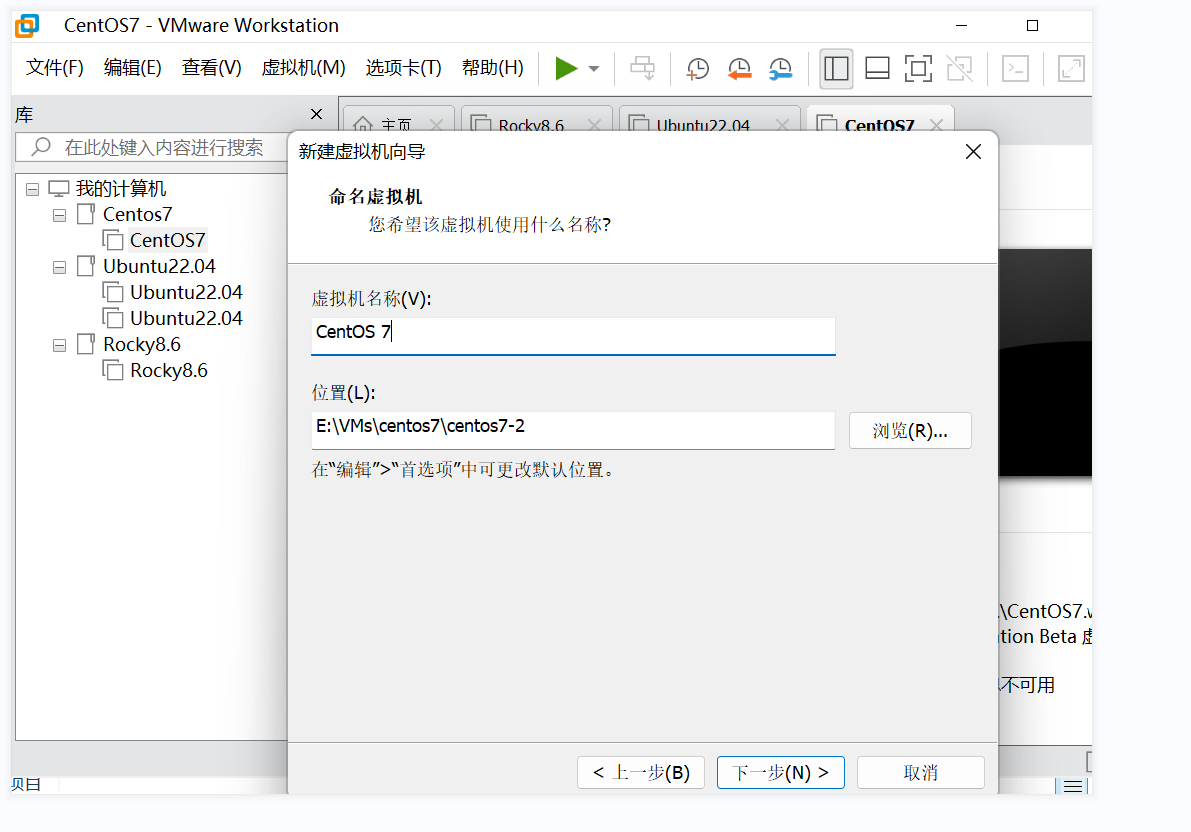 CentOS7 - VMware Workstation
文件(F) 编辑(E) 查看(V) 虚拟机(M) 选项卡(T) 帮助(H)
库
主页 Rocky8.6 Ubuntu22.04 CentOS7
在此处键入内容进行搜索
我的计算机
Centos7
CentOS7
Ubuntu22.04
Ubuntu22.04
Ubuntu22.04
Rocky8.6
Rocky8.6
新建虚拟机向导
命名虚拟机
您希望该虚拟机使用什么名称?
虚拟机名称(V):
CentOS 7
位置(L):
E:\VMs\centos7\centos7-2
浏览(R)...
在“编辑”>“首选项”中可更改默认位置。
\CentOS7.
tion Beta 虚
不可用
< 上一步(B) 下一步(N) > 取消
页目